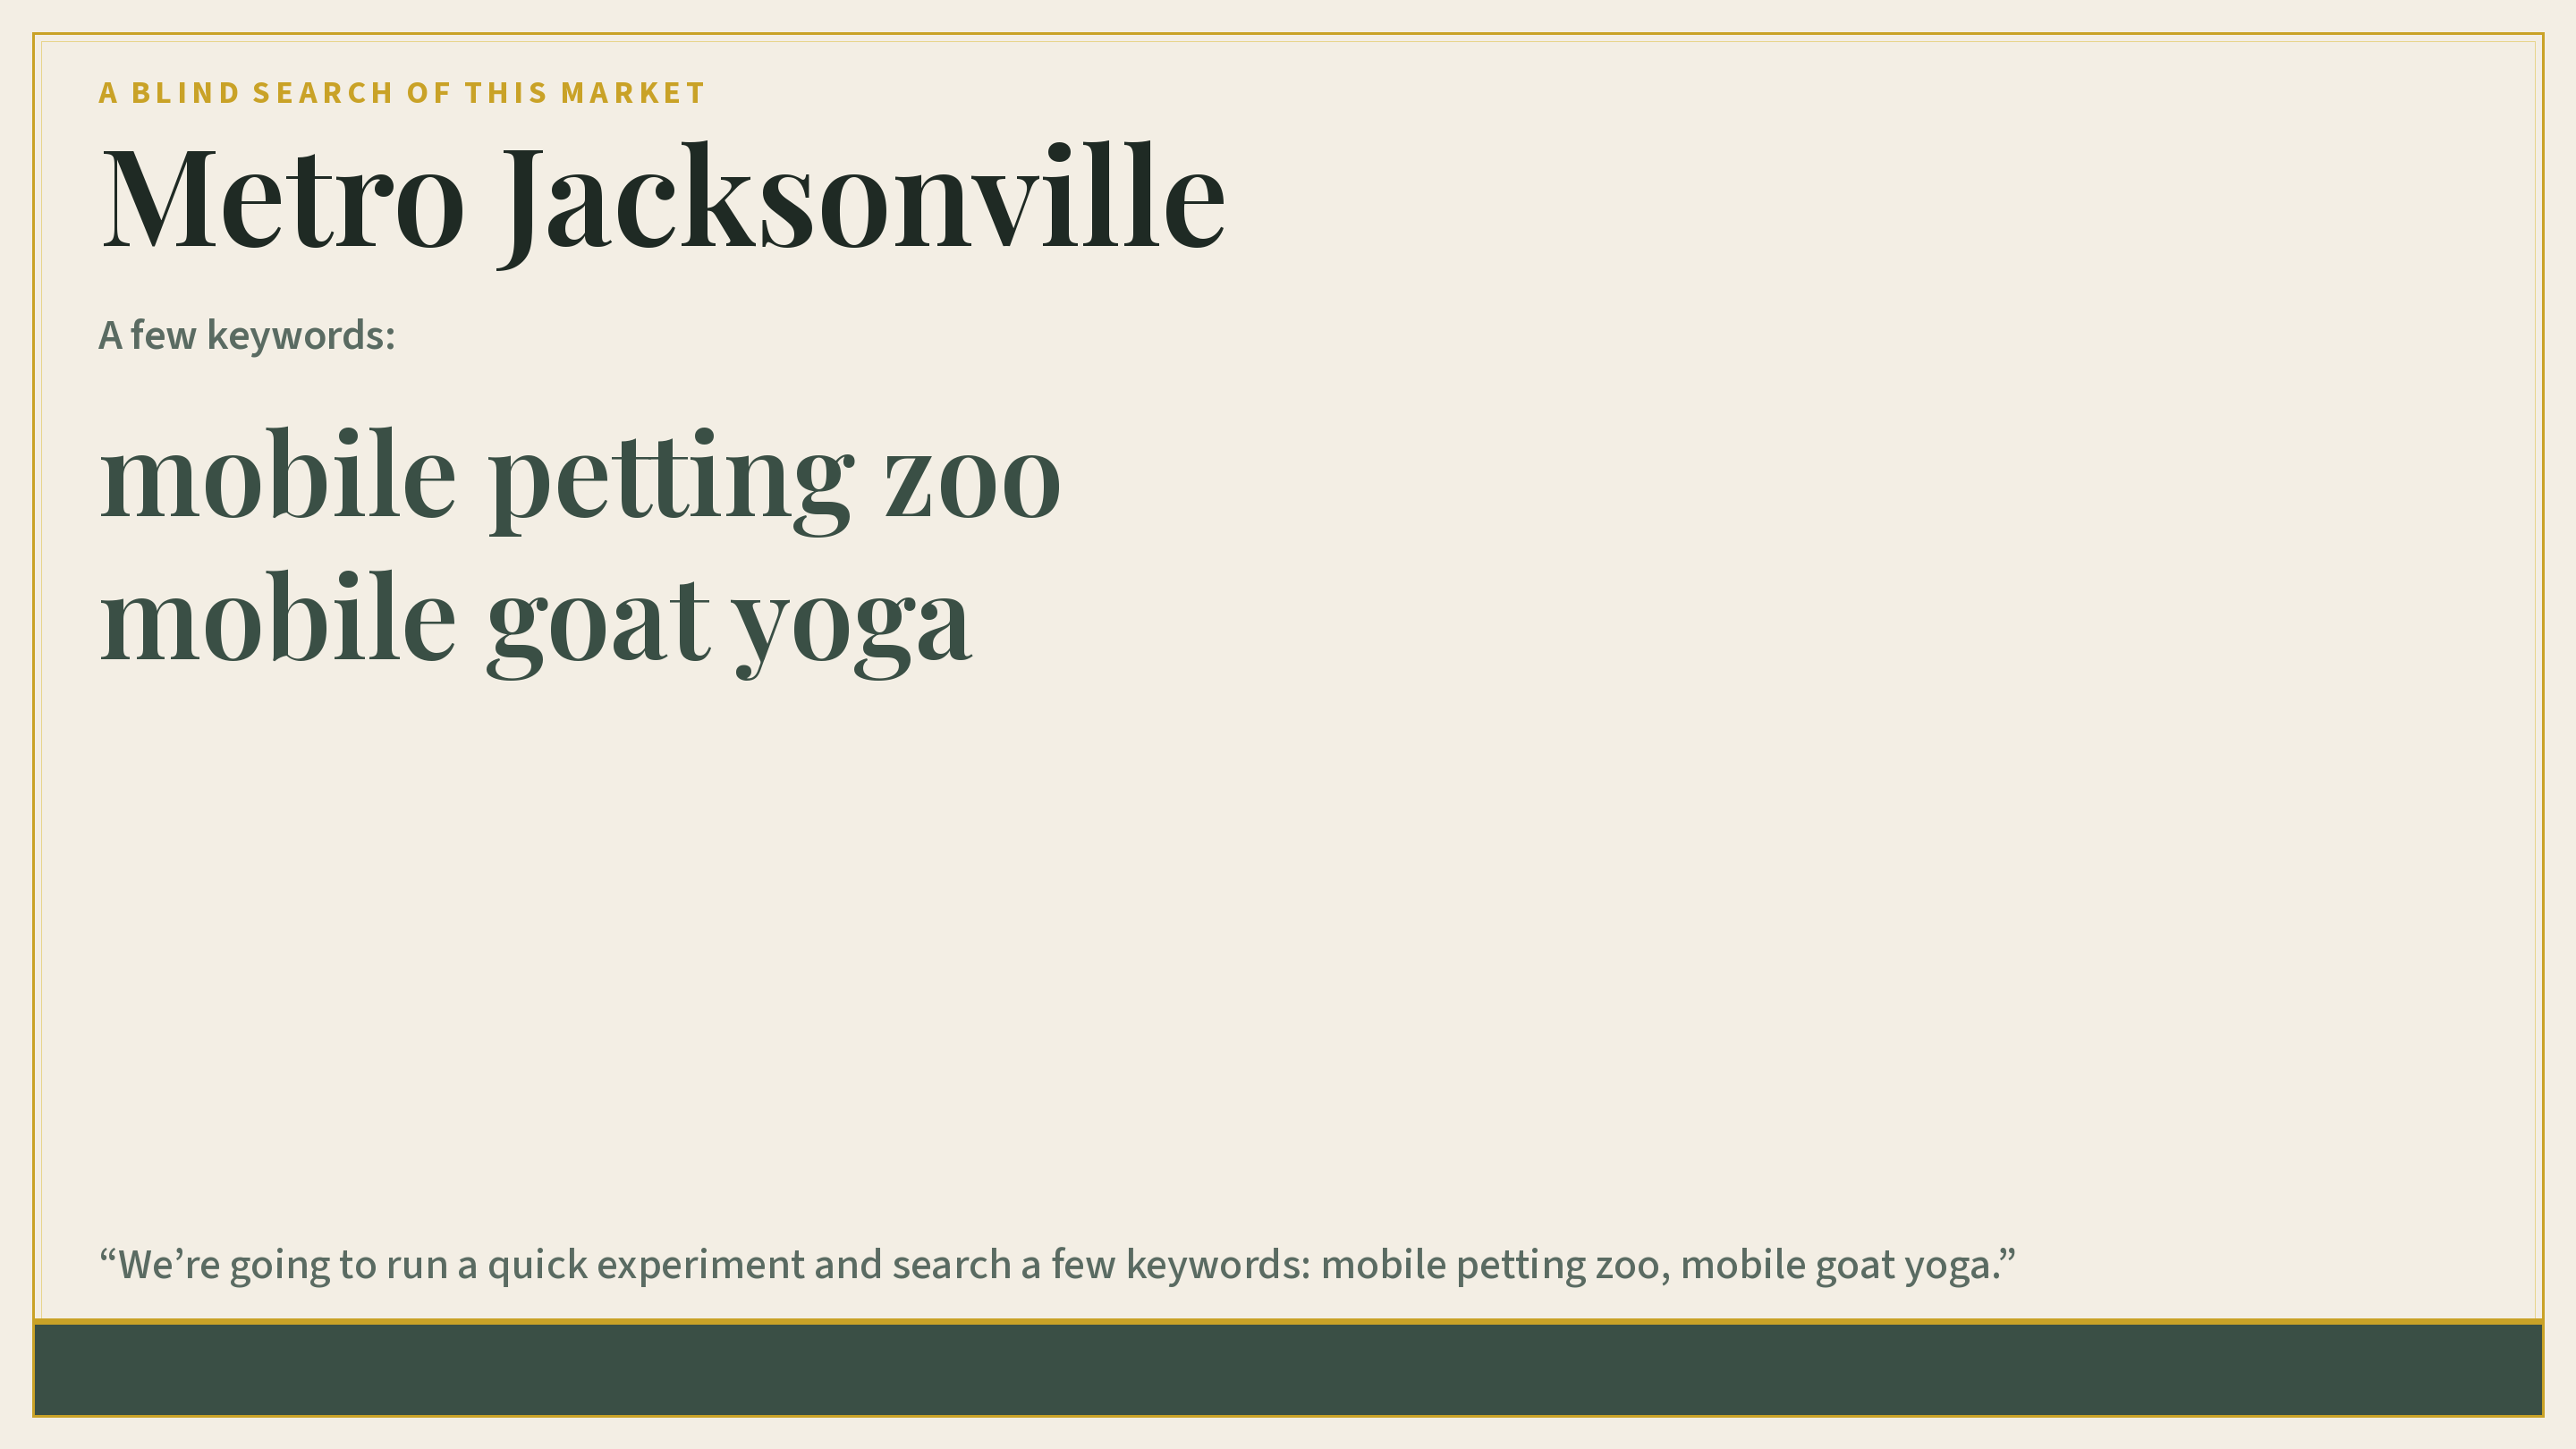 A BLIND SEARCH OF THIS MARKET
Metro Jacksonville
A few keywords:
mobile petting zoo
mobile goat yoga
“We’re going to run a quick experiment and search a few keywords: mobile petting zoo, mobile goat yoga.”